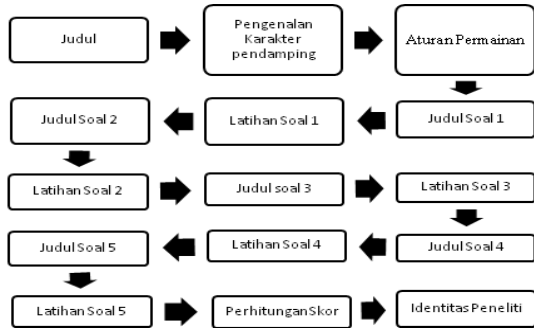 Judul
Pengenalan
Karakter
pendamping
Aturan Permainan
Judul Soal 1
Latihan Soal 1
Judul Soal 2
Latihan Soal 2
Judul soal 3
Latihan Soal 3
Judul Soal 4
Latihan Soal 4
Judul Soal 5
Latihan Soal 5
Perhitungan Skor
Identitas Peneliti